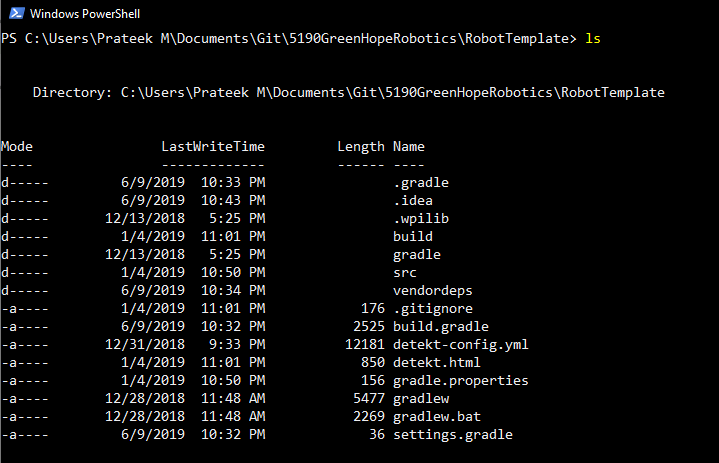 Windows PowerShell
PS C:\Users\Prateek M\Documents\Git\5190GreenHopeRobotics\RobotTemplate> ls
Directory: C:\Users\Prateek M\Documents\Git\5190GreenHopeRobotics\RobotTemplate
Mode LastWriteTime Length Name
---- ------------- ------ ----
d----- 6/9/2019 10:33 PM .gradle
d----- 6/9/2019 10:43 PM .idea
d----- 12/13/2018 5:25 PM .wpilib
d----- 1/4/2019 11:01 PM build
d----- 12/13/2018 5:25 PM gradle
d----- 1/4/2019 10:50 PM src
d----- 6/9/2019 10:34 PM vendordeps
-a---- 1/4/2019 11:01 PM 176 .gitignore
-a---- 6/9/2019 10:32 PM 2525 build.gradle
-a---- 12/31/2018 9:33 PM 12181 detekt-config.yml
-a---- 1/4/2019 11:01 PM 850 detekt.html
-a---- 1/4/2019 10:50 PM 156 gradle.properties
-a---- 12/28/2018 11:48 AM 5477 gradlew
-a---- 12/28/2018 11:48 AM 2269 gradlew.bat
-a---- 6/9/2019 10:32 PM 36 settings.gradle